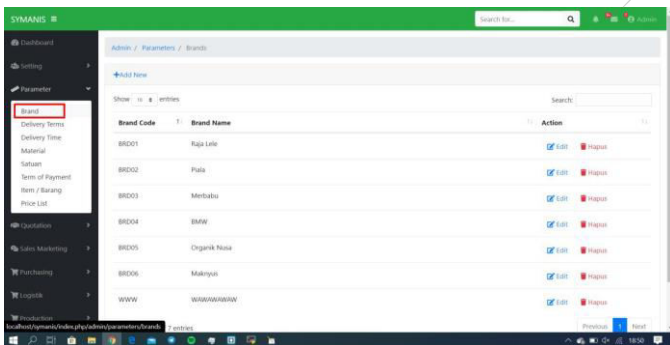 SYMANIS
Search for...
Admin
Dashboard
Admin / Parameters / Brands
Setting
+Add New
Parameter
Show 10 entries
Search:
Brand
Delivery Terms
Delivery Time
Material
Satuan
Term of Payment
Item / Barang
Price List
Brand Code Brand Name Action
BRD01 Raja Lele Edit Hapus
BRD02 Piala Edit Hapus
BRD03 Merbabu Edit Hapus
BRD04 BMW Edit Hapus
BRD05 Organik Nusa Edit Hapus
BRD06 Maknyus Edit Hapus
WWW WAWAWAWAW Edit Hapus
Quotation
Sales Marketing
Purchasing
Logistik
Production
localhost/symanis/index.php/admin/parameters/brands
7 entries
Previous 1 Next
1850